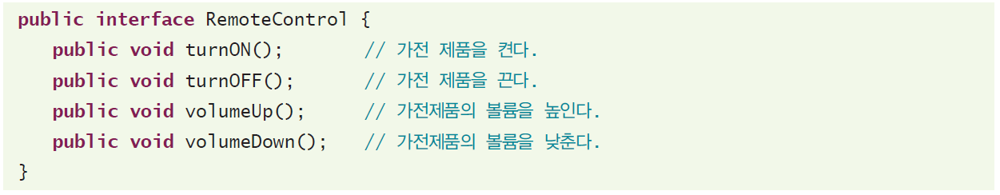 public interface RemoteControl {
public void turnON(); // 가전 제품을 켠다.
public void turnOFF(); // 가전 제품을 끈다.
public void volumeUp(); // 가전제품의 볼륨을 높인다.
public void volumeDown(); // 가전제품의 볼륨을 낮춘다.
}